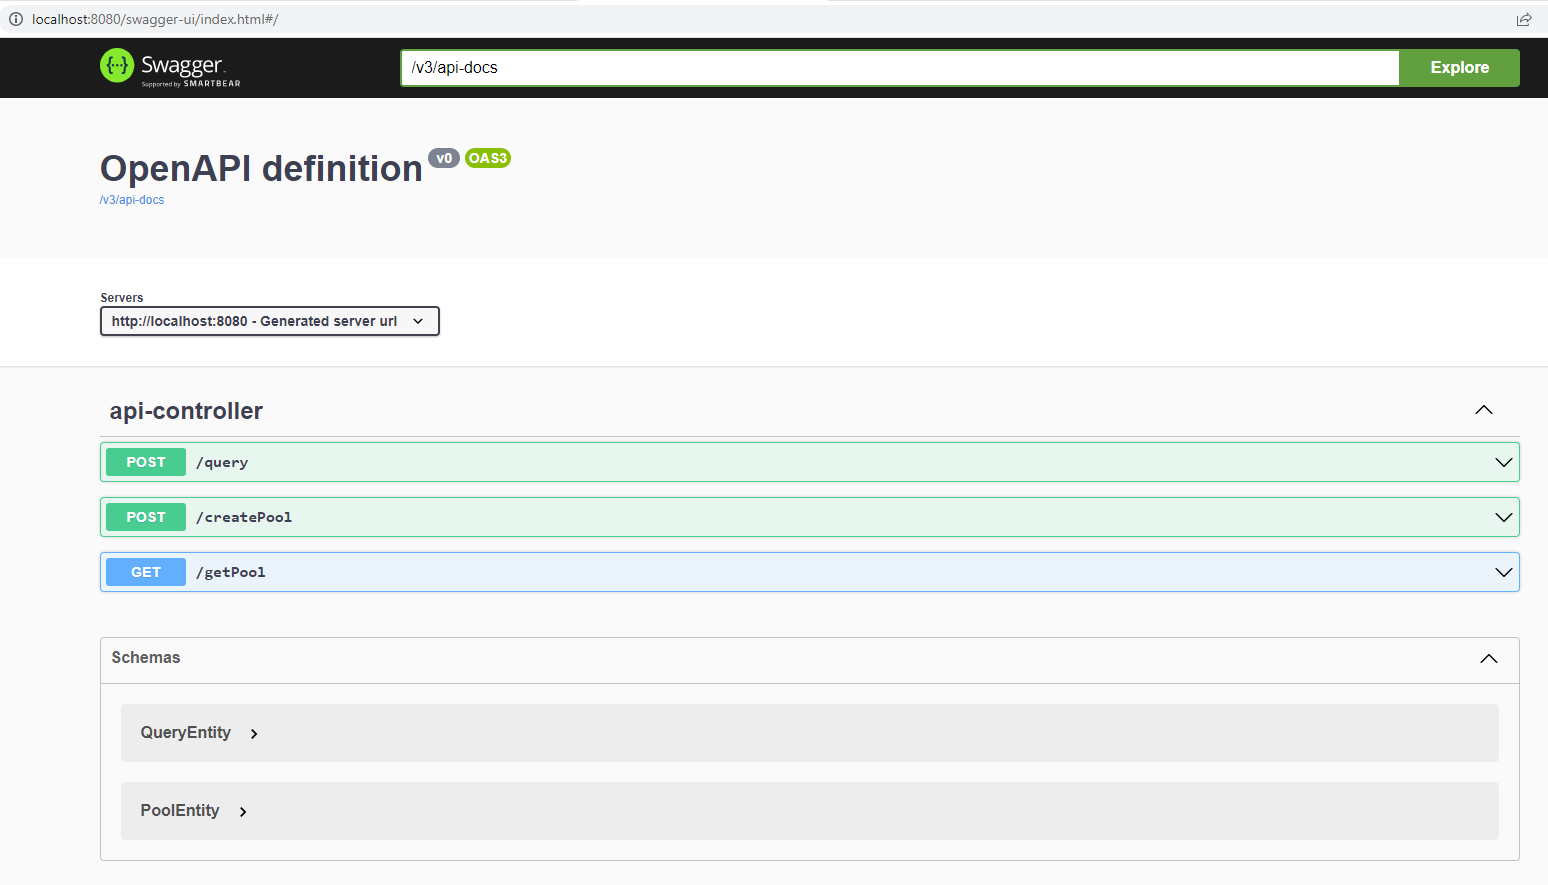 localhost:8080/swagger-ui/index.html#/
{···} Swagger.
Supported by SMARTBEAR
/v3/api-docs
Explore
OpenAPI definition v0 OAS3
/v3/api-docs
Servers
http://localhost:8080 - Generated server url
api-controller
POST /query
POST /createPool
GET /getPool
Schemas
QueryEntity
PoolEntity